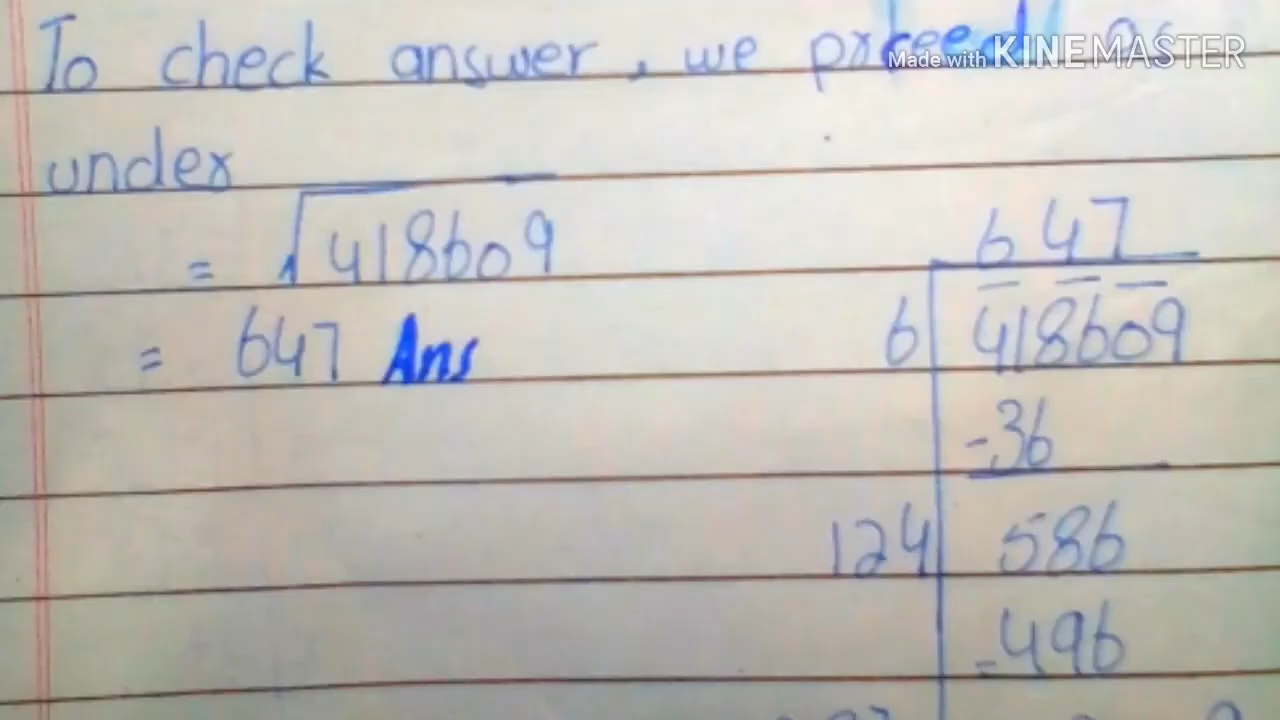 To check answer, we proceed as
under
= √418609
= 647 Ans
647
6 418609
-36
124 586
-496
Made with KINEMASTER